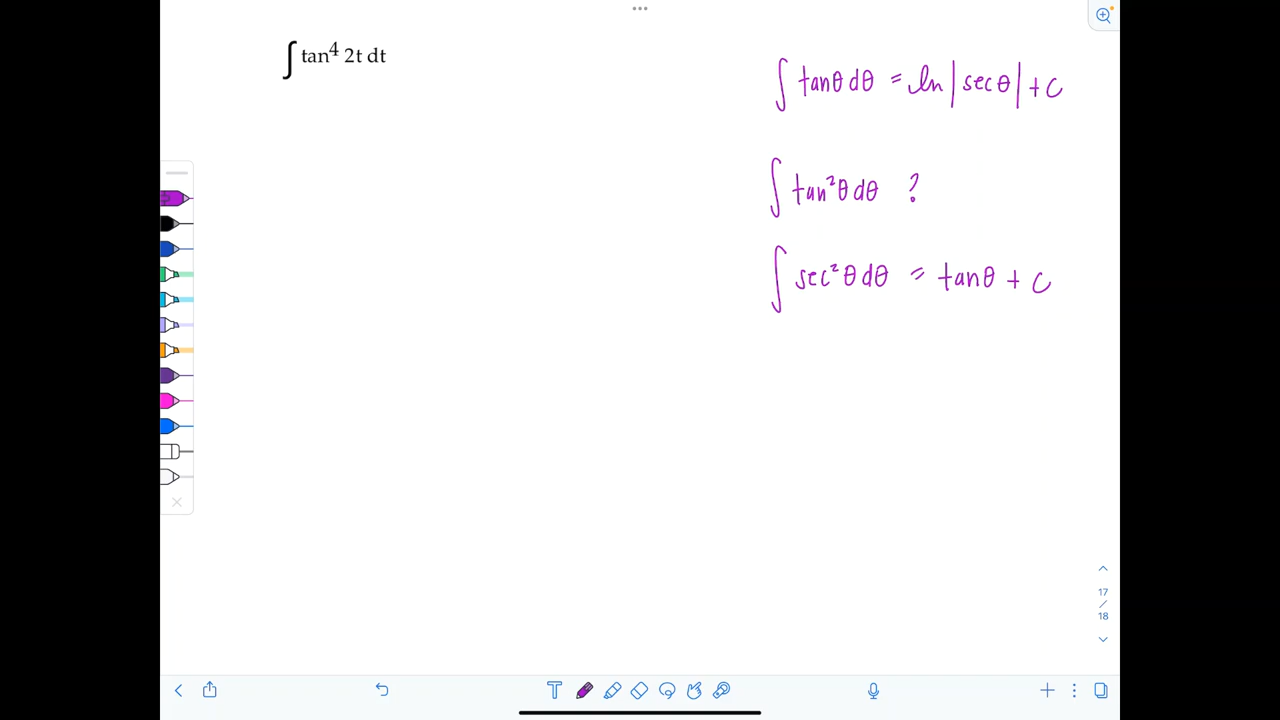 ∫ tan⁴ 2t dt
∫ tanθ dθ = ln|secθ| + C
∫ tan²θ dθ ?
∫ sec²θ dθ = tanθ + C
17
/
18
T